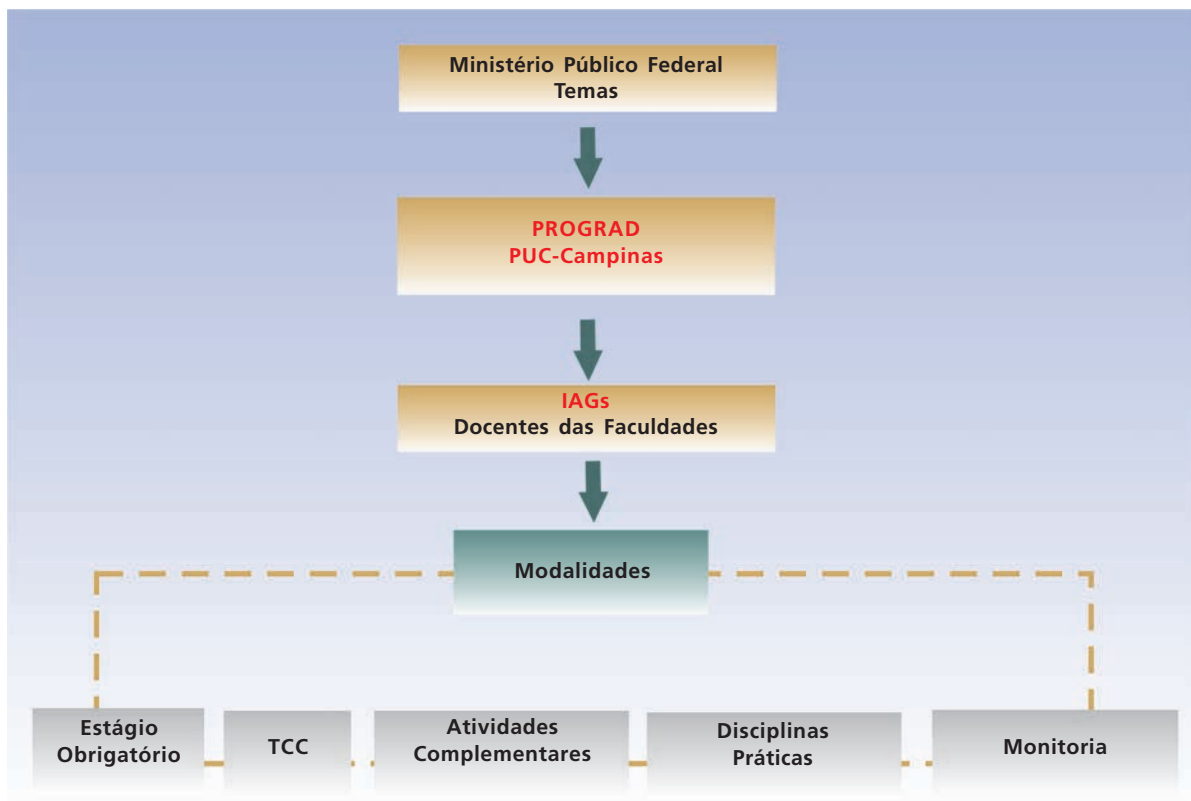 Ministério Público Federal
Temas
PROGRAD
PUC-Campinas
IAGs
Docentes das Faculdades
Modalidades
Estágio
Obrigatório
TCC
Atividades
Complementares
Disciplinas
Práticas
Monitoria